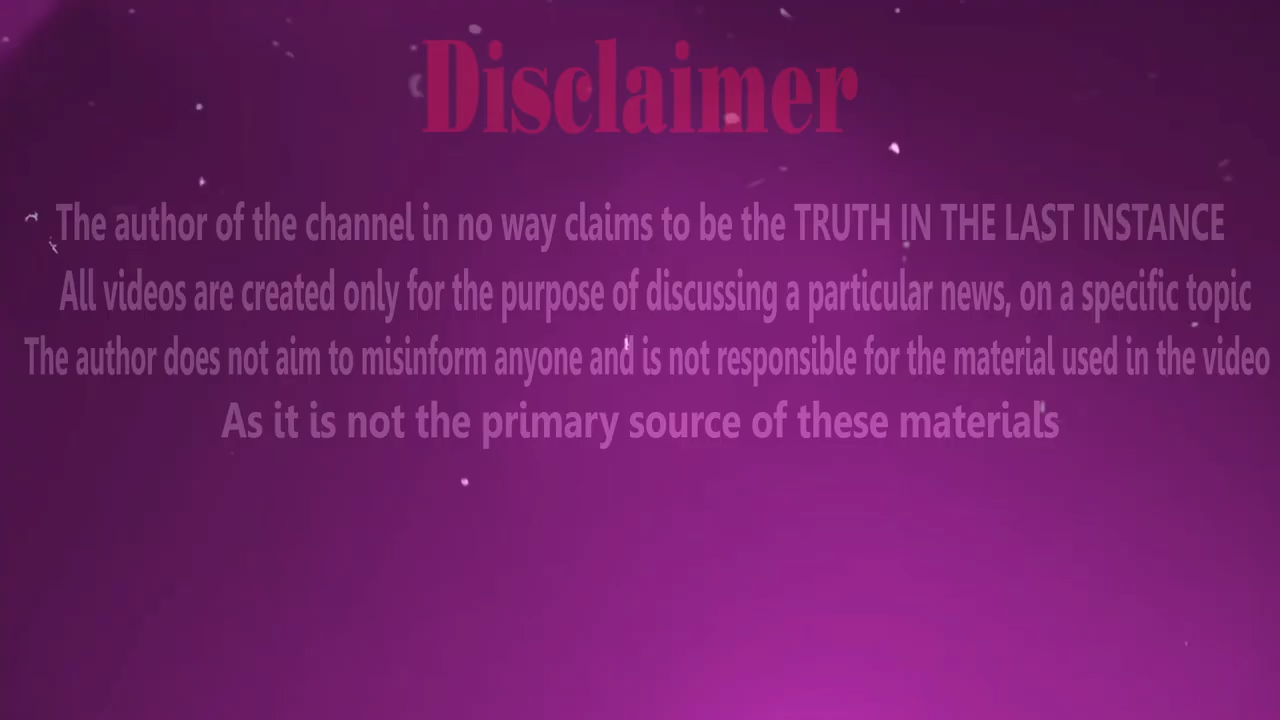 Disclaimer
The author of the channel in no way claims to be the TRUTH IN THE LAST INSTANCE
All videos are created only for the purpose of discussing a particular news, on a specific topic
The author does not aim to misinform anyone and is not responsible for the material used in the video
As it is not the primary source of these materials